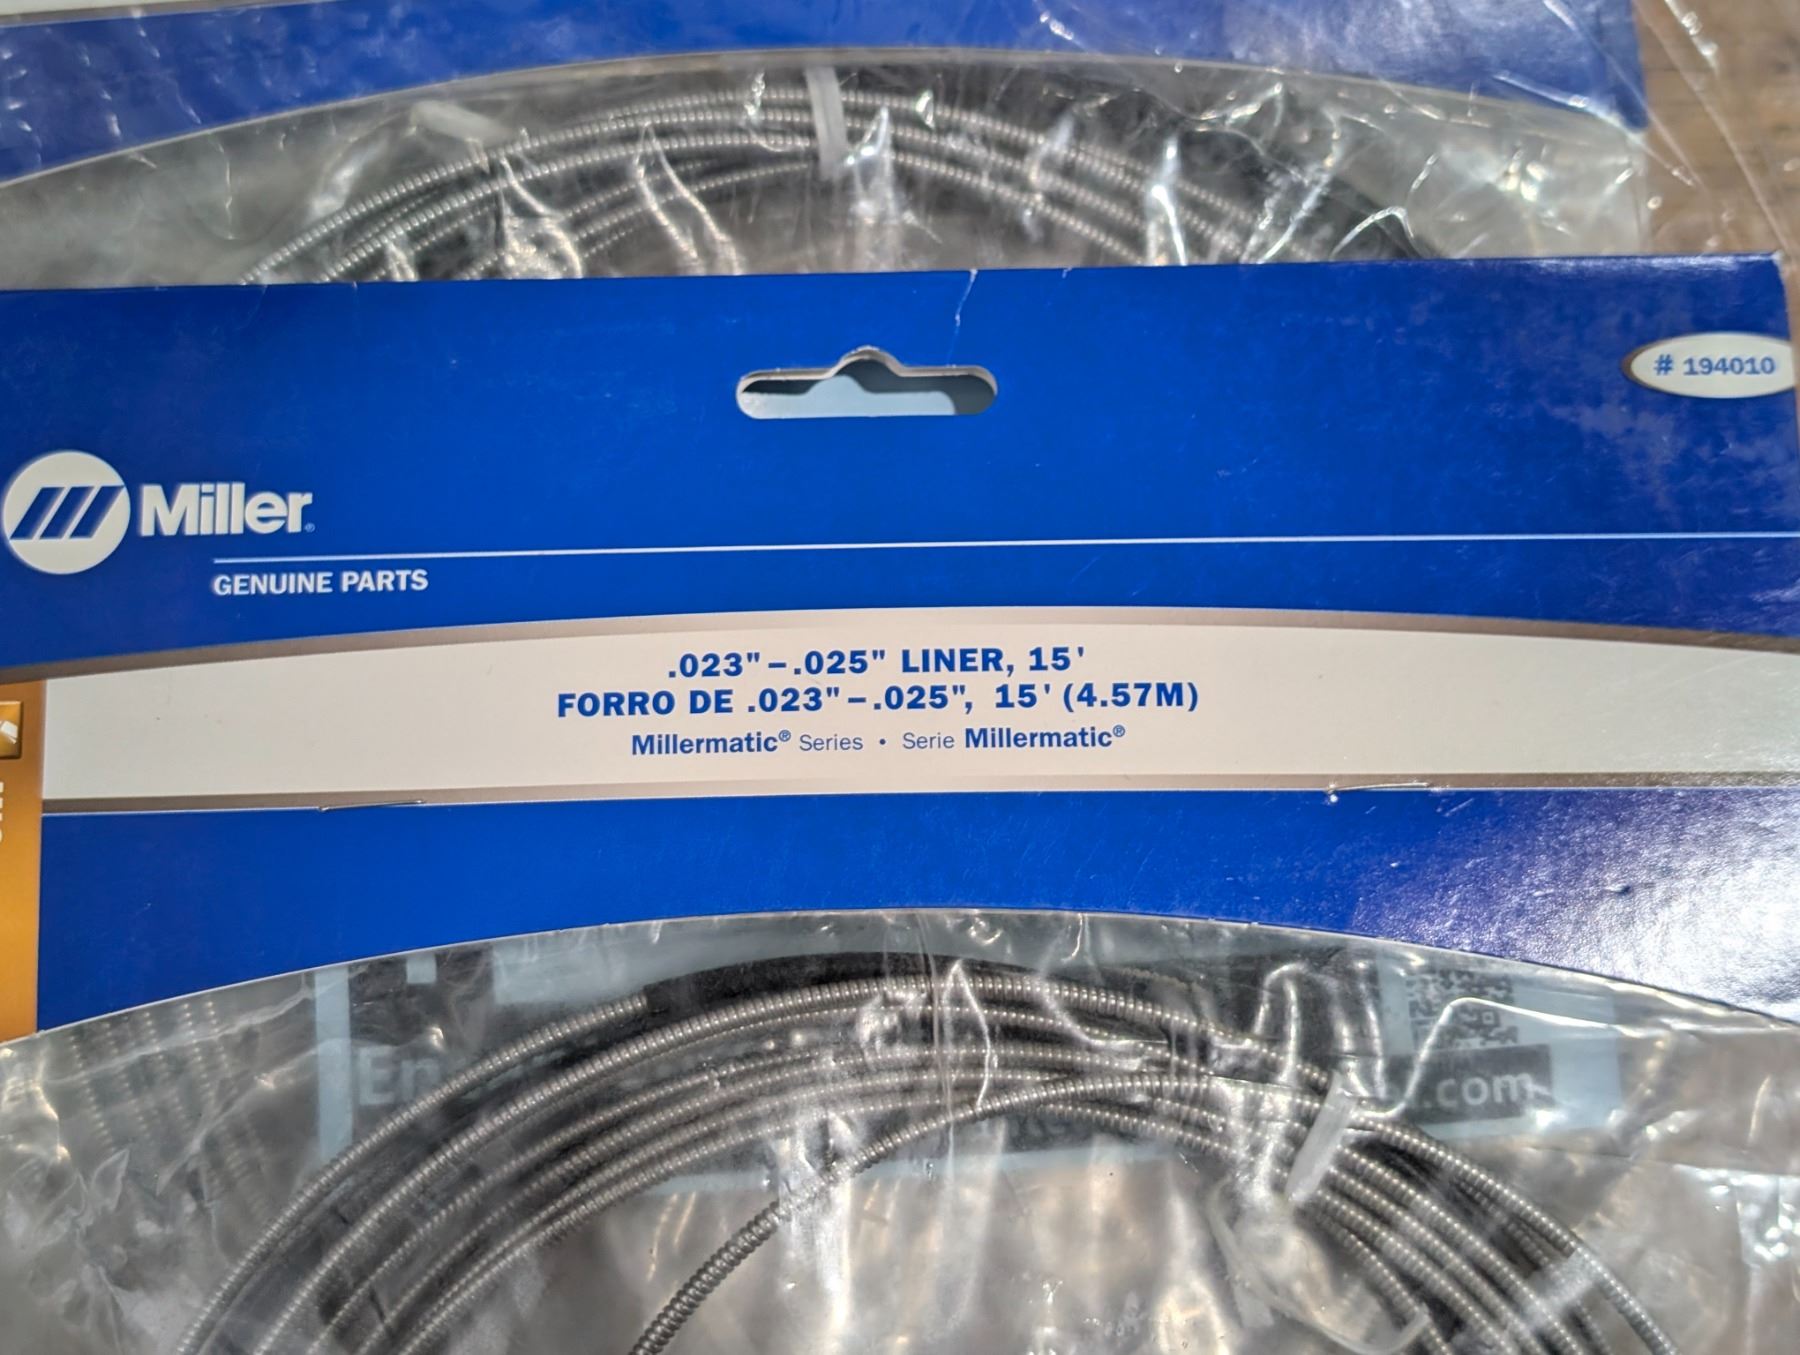 # 194010
Miller®
GENUINE PARTS
.023"–.025" LINER, 15'
FORRO DE .023"–.025", 15' (4.57M)
Millermatic® Series • Serie Millermatic®
.com